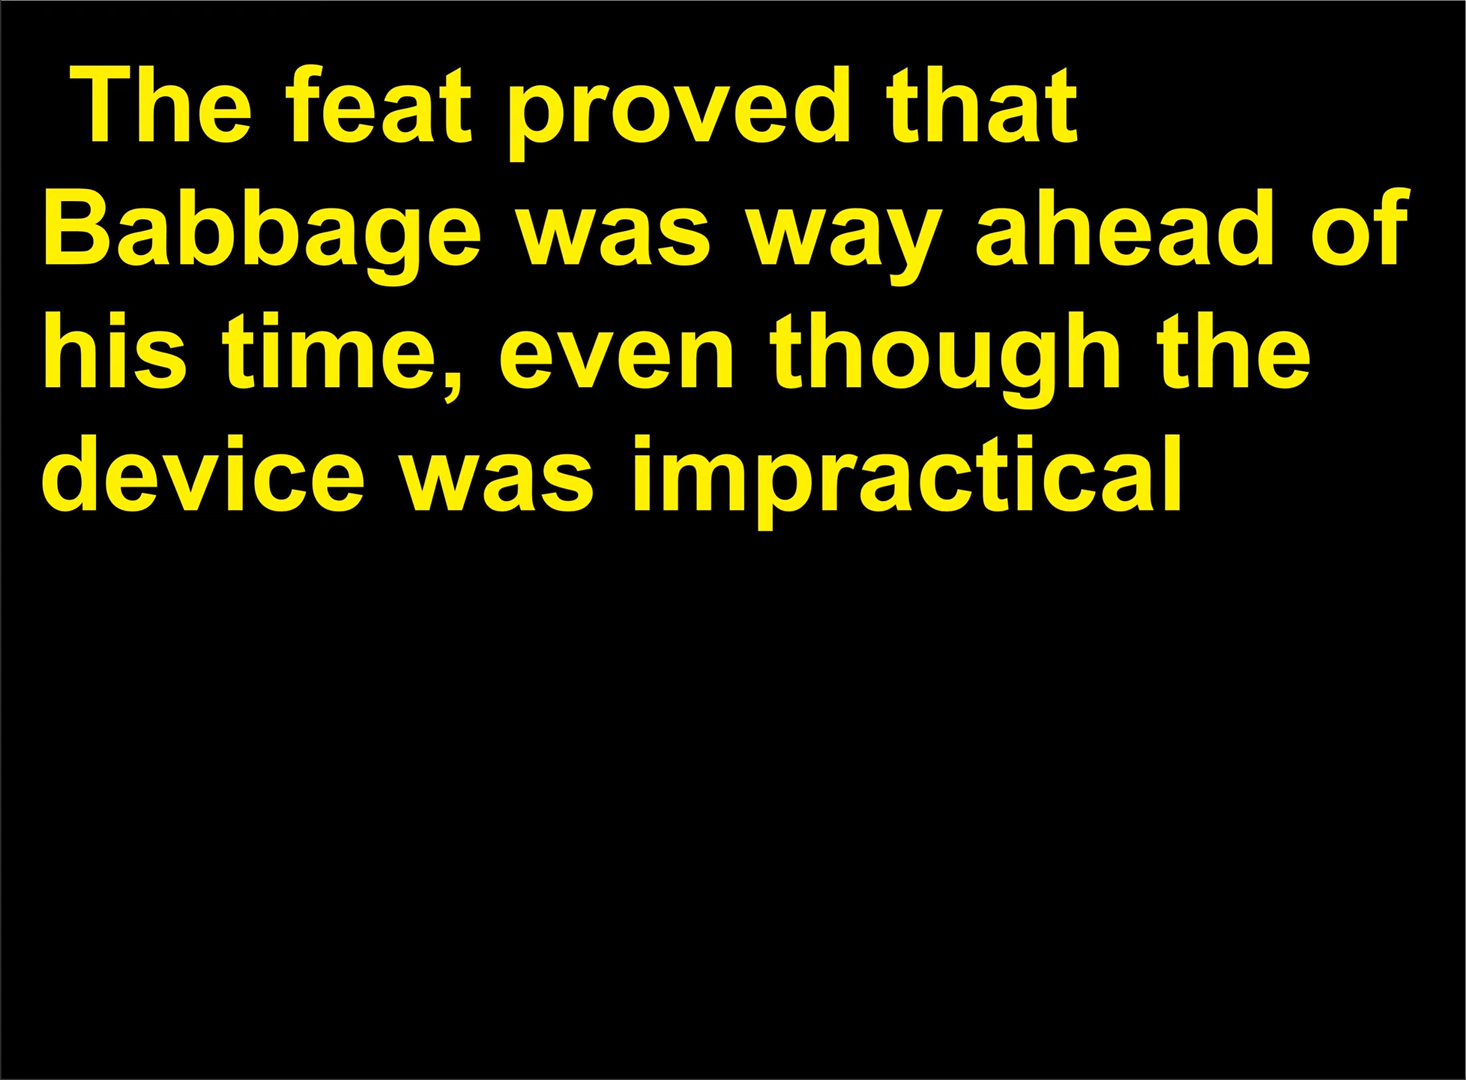 The feat proved that
Babbage was way ahead of
his time, even though the
device was impractical